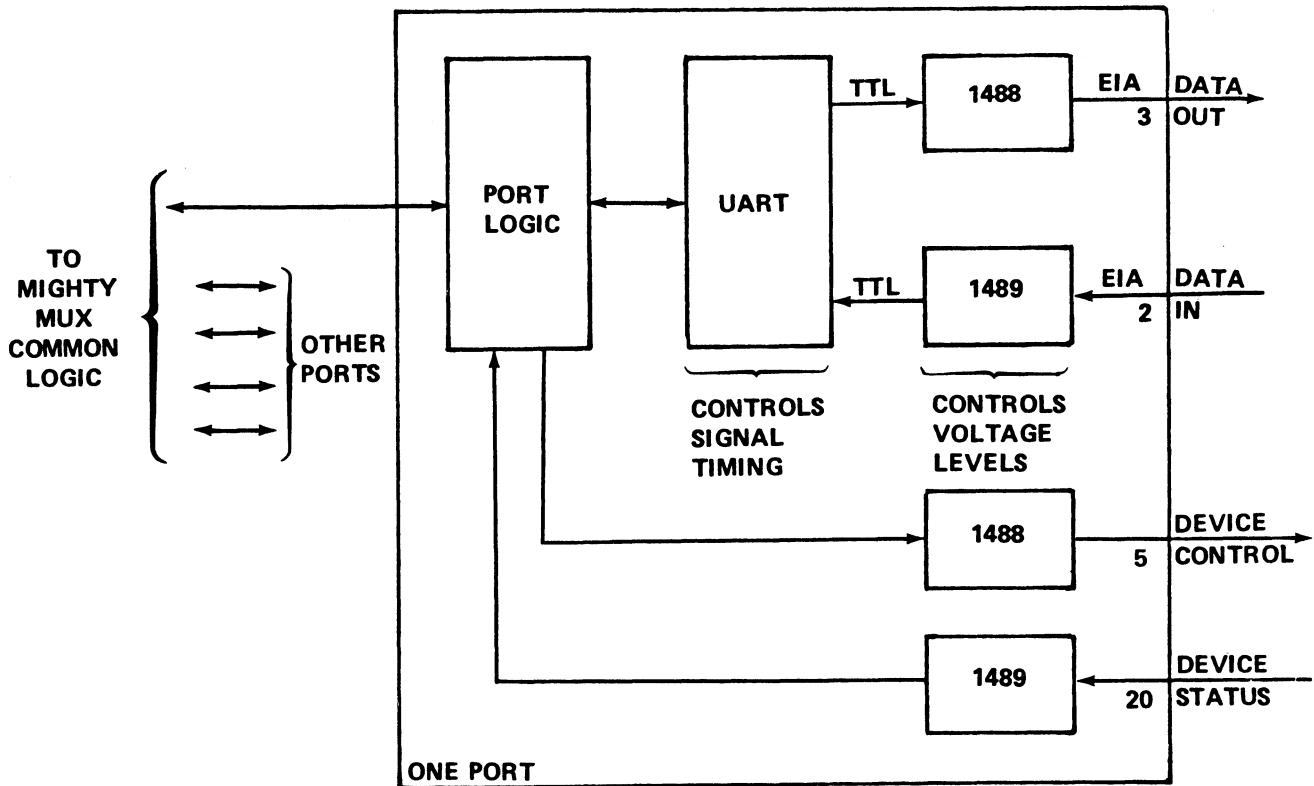 TO
MIGHTY
MUX
COMMON
LOGIC
OTHER
PORTS
PORT
LOGIC
UART
TTL
1488
EIA
3
DATA
OUT
TTL
1489
EIA
2
DATA
IN
CONTROLS
SIGNAL
TIMING
CONTROLS
VOLTAGE
LEVELS
1488
5
DEVICE
CONTROL
1489
20
DEVICE
STATUS
ONE PORT